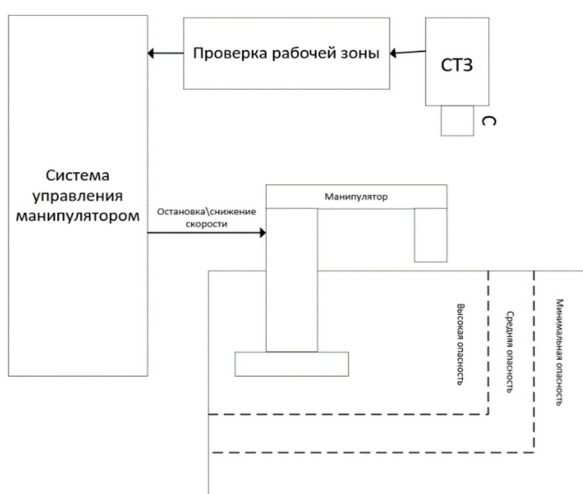 Проверка рабочей зоны
СТЗ
С
Система
управления
манипулятором
Остановка\снижение
скорости
Манипулятор
Высокая опасность
Средняя опасность
Минимальная опасность